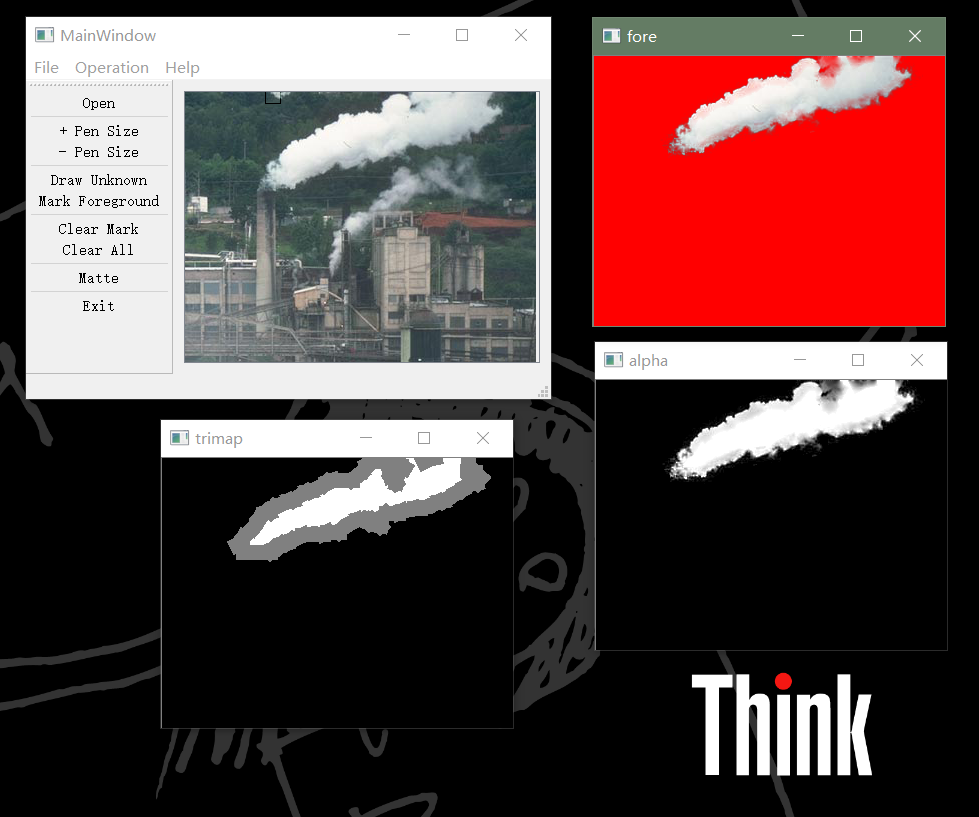 MainWindow
File Operation Help
Open
+ Pen Size
- Pen Size
Draw Unknown
Mark Foreground
Clear Mark
Clear All
Matte
Exit
fore
alpha
trimap
Think